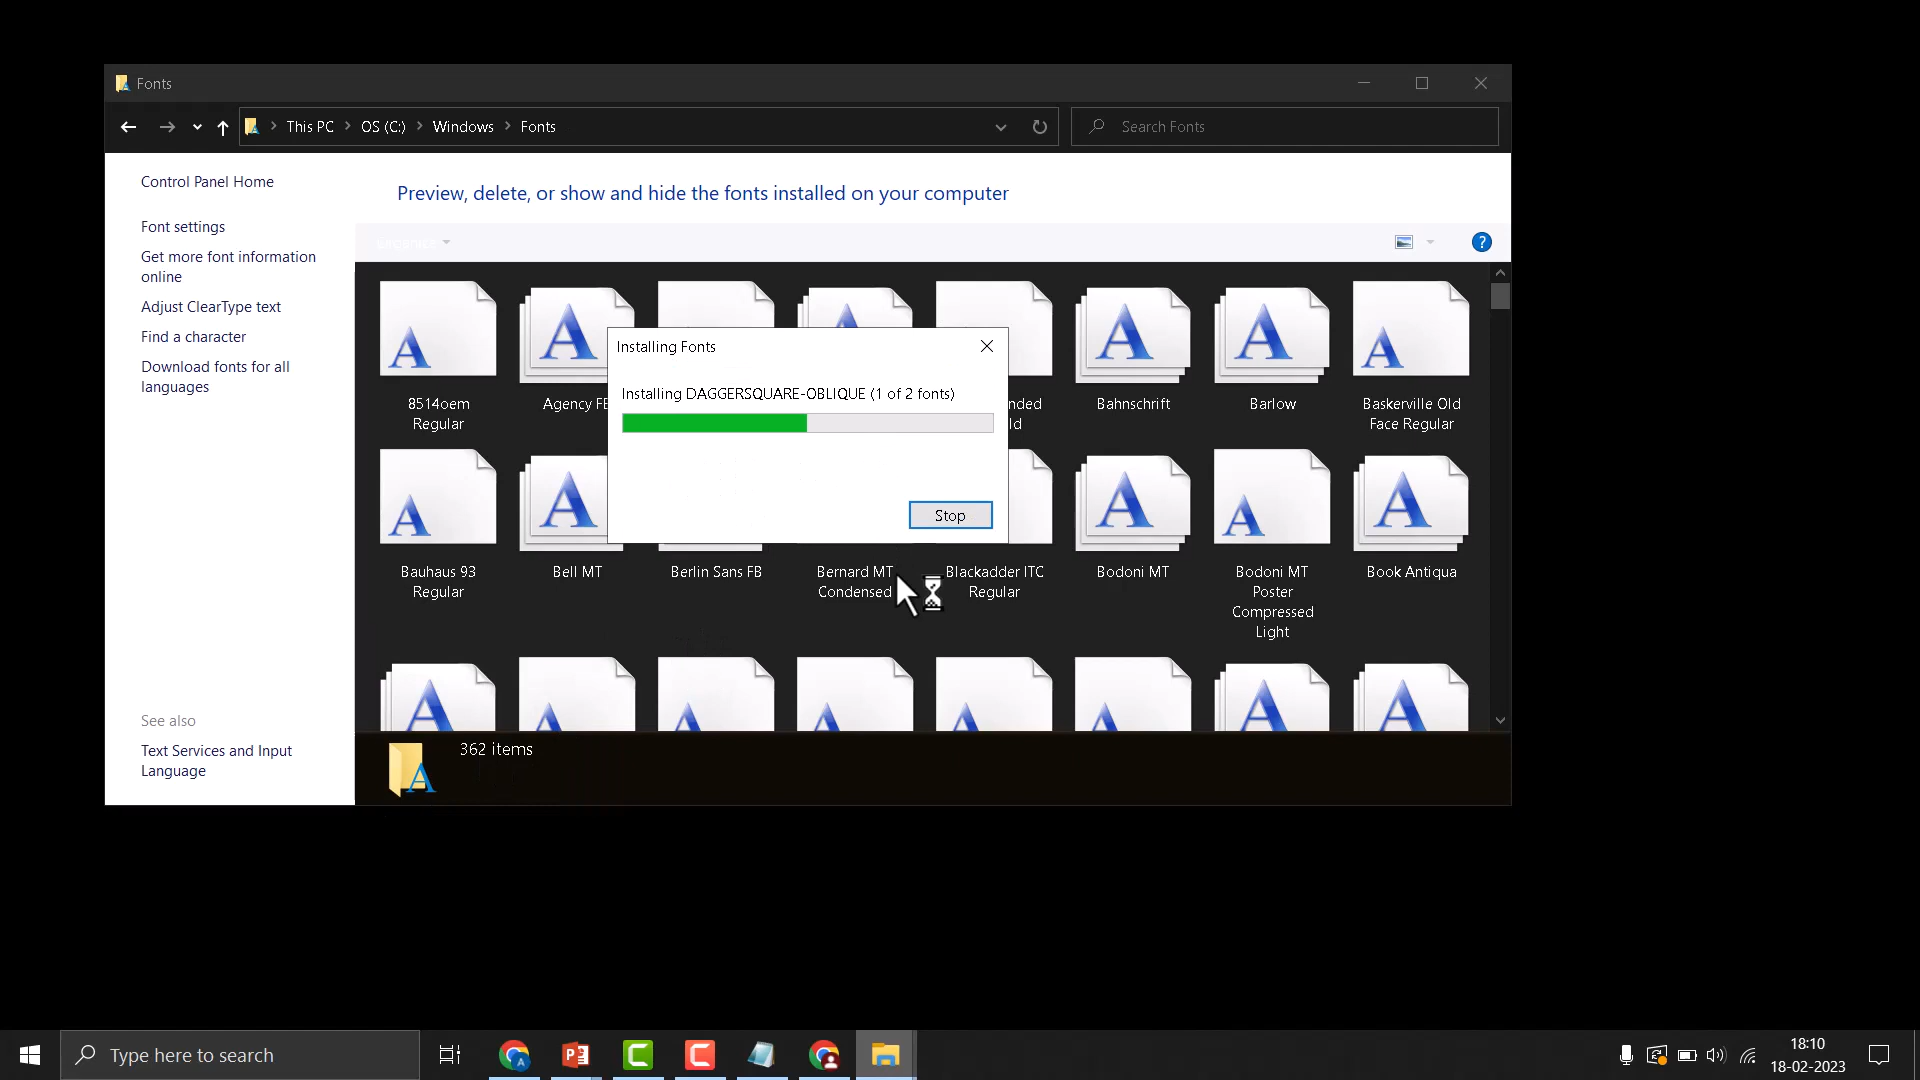 Fonts
This PC
OS (C:)
Windows
Fonts
Search Fonts
Control Panel Home
Font settings
Get more font information
online
Adjust ClearType text
Find a character
Download fonts for all
languages
See also
Text Services and Input
Language
Preview, delete, or show and hide the fonts installed on your computer
Organize
?
8514oem
Regular
Agency FB
Bahnschrift
Barlow
Baskerville Old
Face Regular
Installing Fonts
Installing DAGGERSQUARE-OBLIQUE (1 of 2 fonts)
Stop
Bauhaus 93
Regular
Bell MT
Berlin Sans FB
Bernard MT
Condensed
Blackadder ITC
Regular
Bodoni MT
Bodoni MT
Poster
Compressed
Light
Book Antiqua
362 items
Type here to search
18:10
18-02-2023